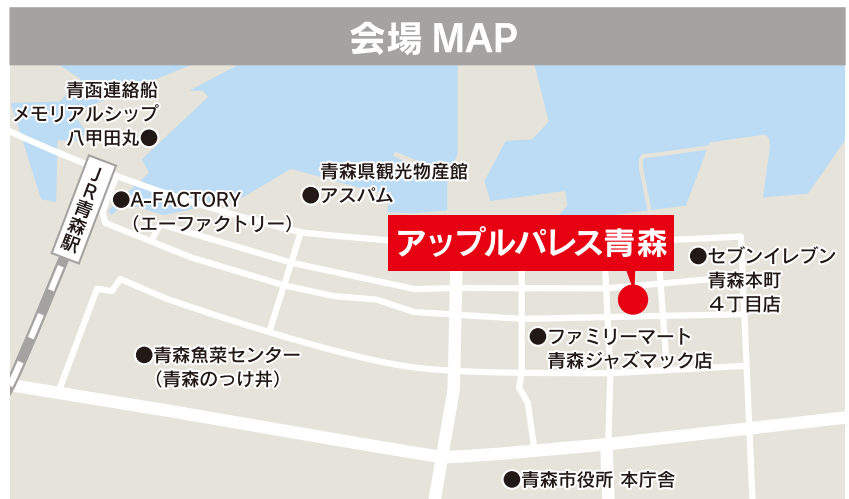 会場 MAP
青函連絡船
メモリアルシップ
八甲田丸●
JR青森駅
●A-FACTORY
（エーファクトリー）
青森県観光物産館
●アスパム
アップルパレス青森
●セブンイレブン
青森本町
４丁目店
●ファミリーマート
青森ジャズマック店
●青森魚菜センター
（青森のっけ丼）
●青森市役所 本庁舎